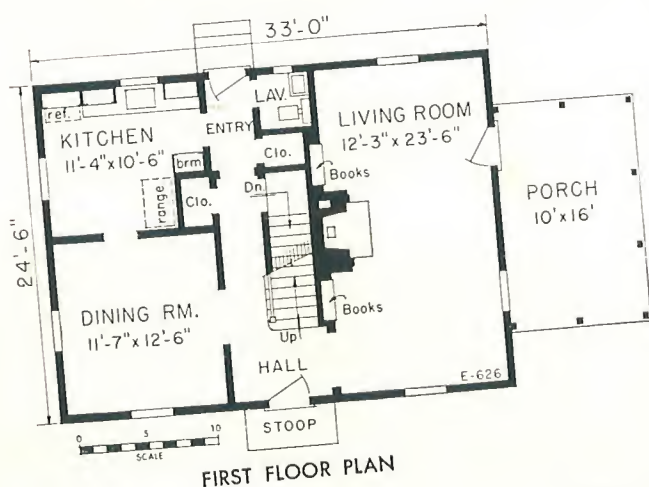 33'-0"
24'-6"
ref.
KITCHEN
11'-4"x10'-6"
LAV.
ENTRY
Clo.
brm
range
Clo.
Dn.
LIVING ROOM
12'-3"x 23'-6"
Books
PORCH
10'x16'
DINING RM.
11'-7"x12'-6"
Up
Books
HALL
E-626
STOOP
0 5 10
SCALE
FIRST FLOOR PLAN